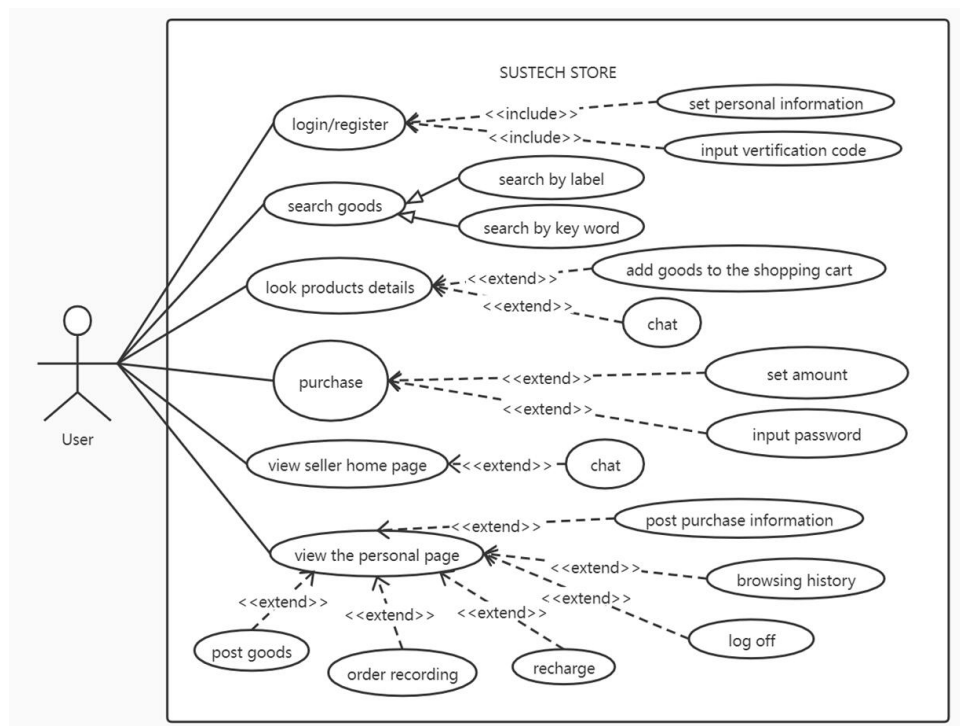 SUSTECH STORE
login/register
<<include>>
set personal information
<<include>>
input vertification code
search goods
search by label
search by key word
look products details
<<extend>>
add goods to the shopping cart
<<extend>>
chat
purchase
<<extend>>
set amount
<<extend>>
input password
User
view seller home page
<<extend>>
chat
view the personal page
<<extend>>
post purchase information
<<extend>>
browsing history
<<extend>>
log off
<<extend>>
post goods
<<extend>>
order recording
<<extend>>
recharge